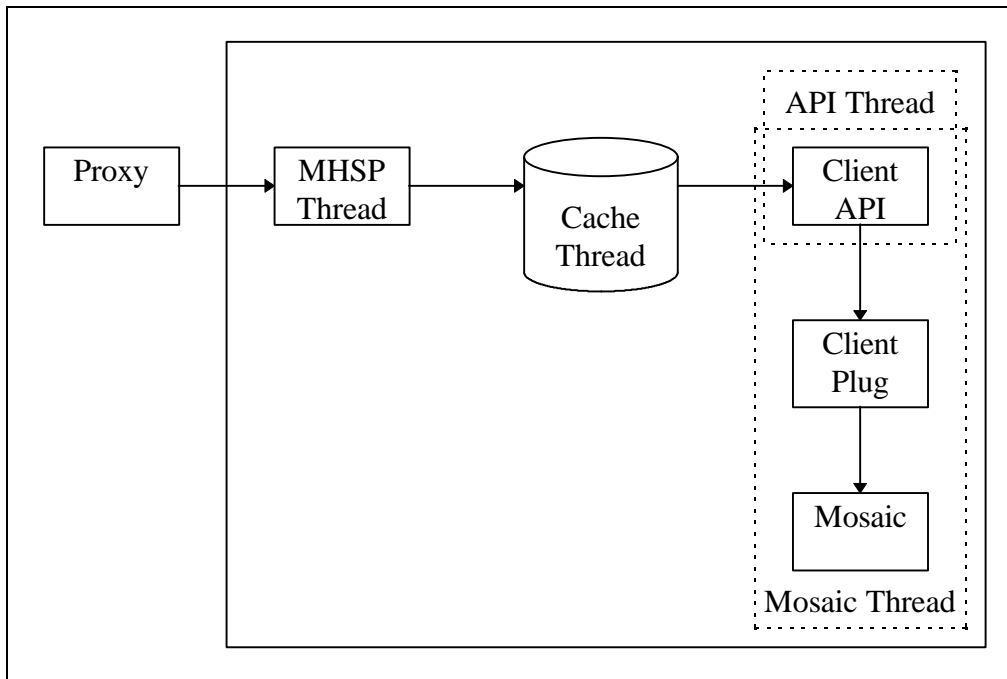 API Thread
Proxy
MHSP
Thread
Cache
Thread
Client
API
Client
Plug
Mosaic
Mosaic Thread